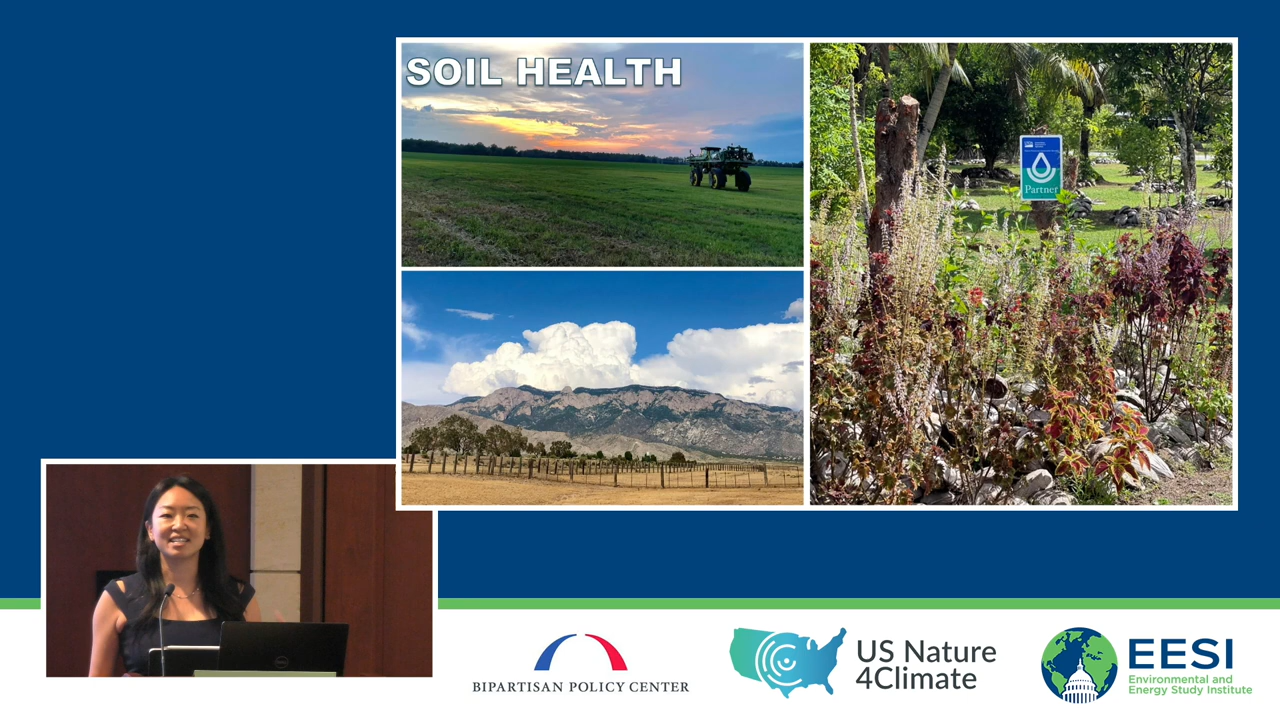 SOIL HEALTH
Partner
BIPARTISAN POLICY CENTER
US Nature
4Climate
EESI
Environmental and
Energy Study Institute